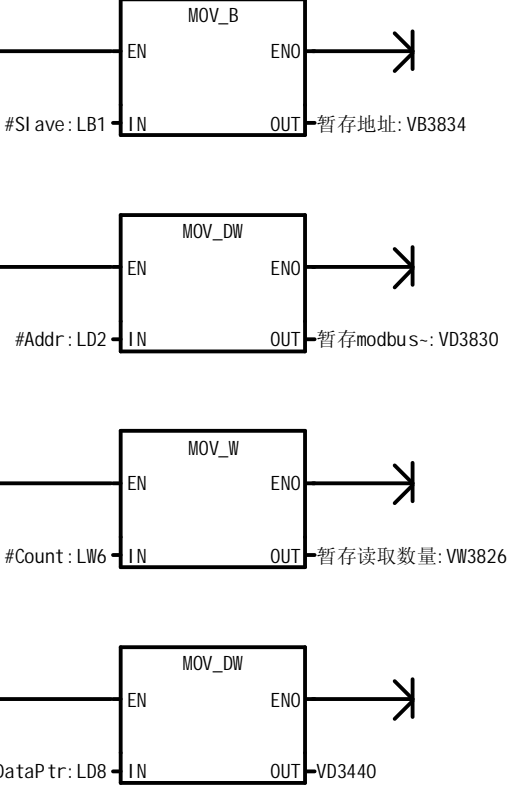 MOV_B
EN ENO
#Slave:LB1 IN OUT 暂存地址:VB3834
MOV_DW
EN ENO
#Addr:LD2 IN OUT 暂存modbus~:VD3830
MOV_W
EN ENO
#Count:LW6 IN OUT 暂存读取数量:VW3826
MOV_DW
EN ENO
DataPtr:LD8 IN OUT VD3440